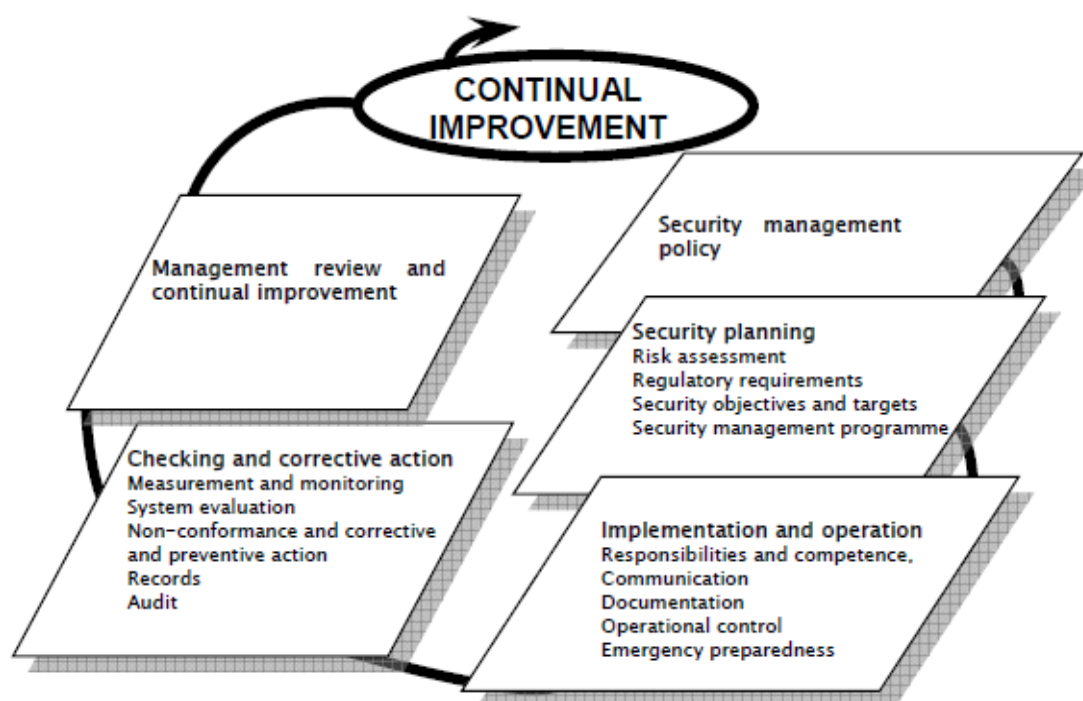 CONTINUAL
IMPROVEMENT
Security management
policy
Security planning
Risk assessment
Regulatory requirements
Security objectives and targets
Security management programme
Implementation and operation
Responsibilities and competence,
Communication
Documentation
Operational control
Emergency preparedness
Checking and corrective action
Measurement and monitoring
System evaluation
Non-conformance and corrective
and preventive action
Records
Audit
Management review and
continual improvement